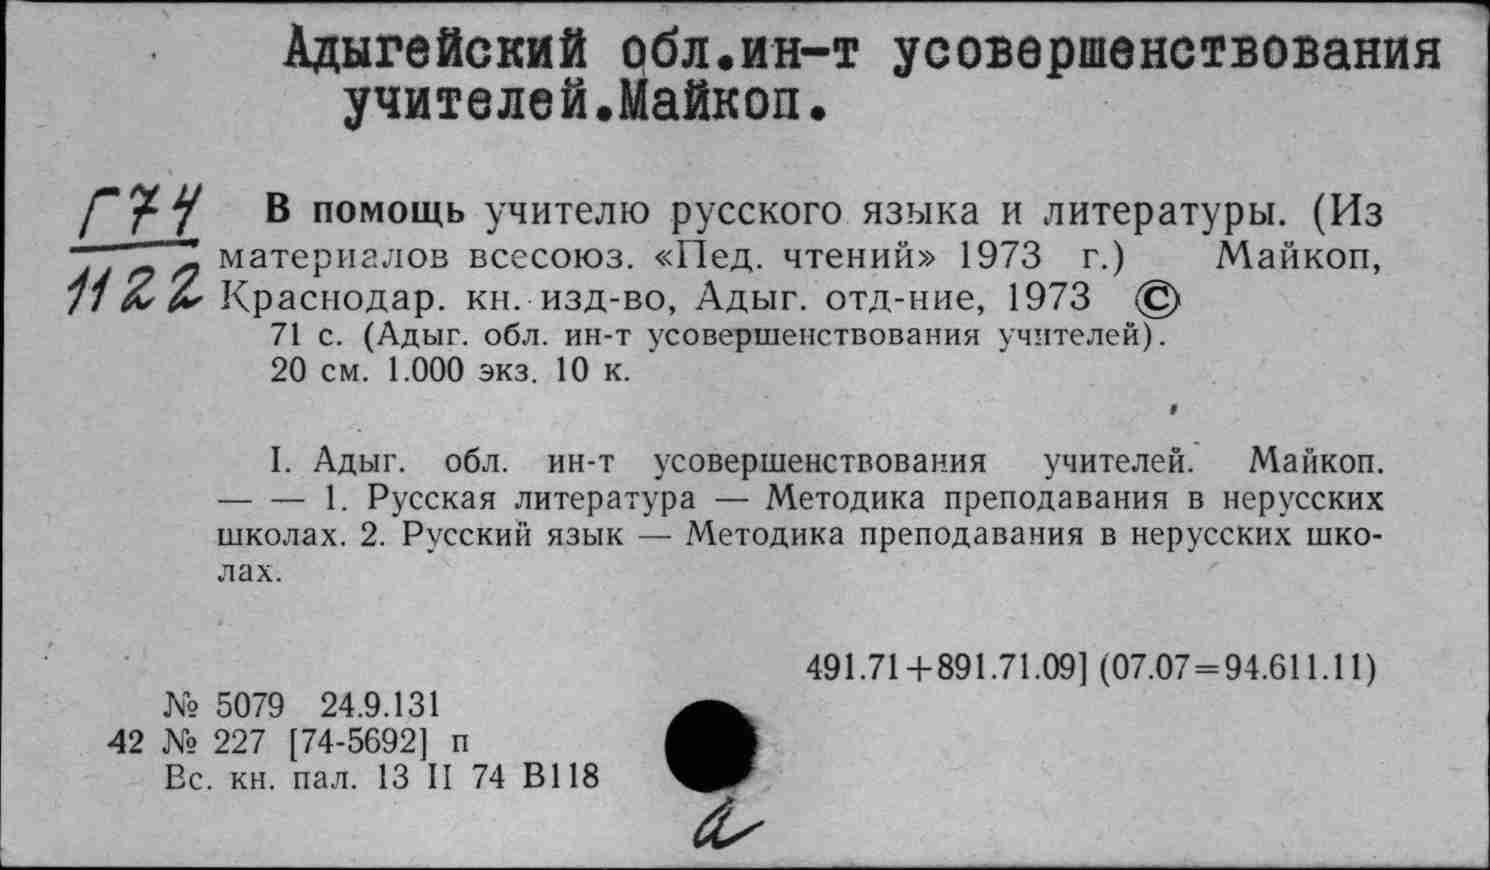 Адыгейский обл.ин-т усовершенствования
учителей.Майкоп.
Г74
1122
В помощь учителю русского языка и литературы. (Из
материалов всесоюз. «Пед. чтений» 1973 г.) Майкоп,
Краснодар. кн. изд-во, Адыг. отд-ние, 1973 ©
71 с. (Адыг. обл. ин-т усовершенствования учителей).
20 см. 1.000 экз. 10 к.
I. Адыг. обл. ин-т усовершенствования учителей. Майкоп.
— — 1. Русская литература — Методика преподавания в нерусских
школах. 2. Русский язык — Методика преподавания в нерусских шко-
лах.
491.71+891.71.09] (07.07=94.611.11)
№ 5079 24.9.131
42 № 227 [74-5692] п
Вс. кн. пал. 13 II 74 В118